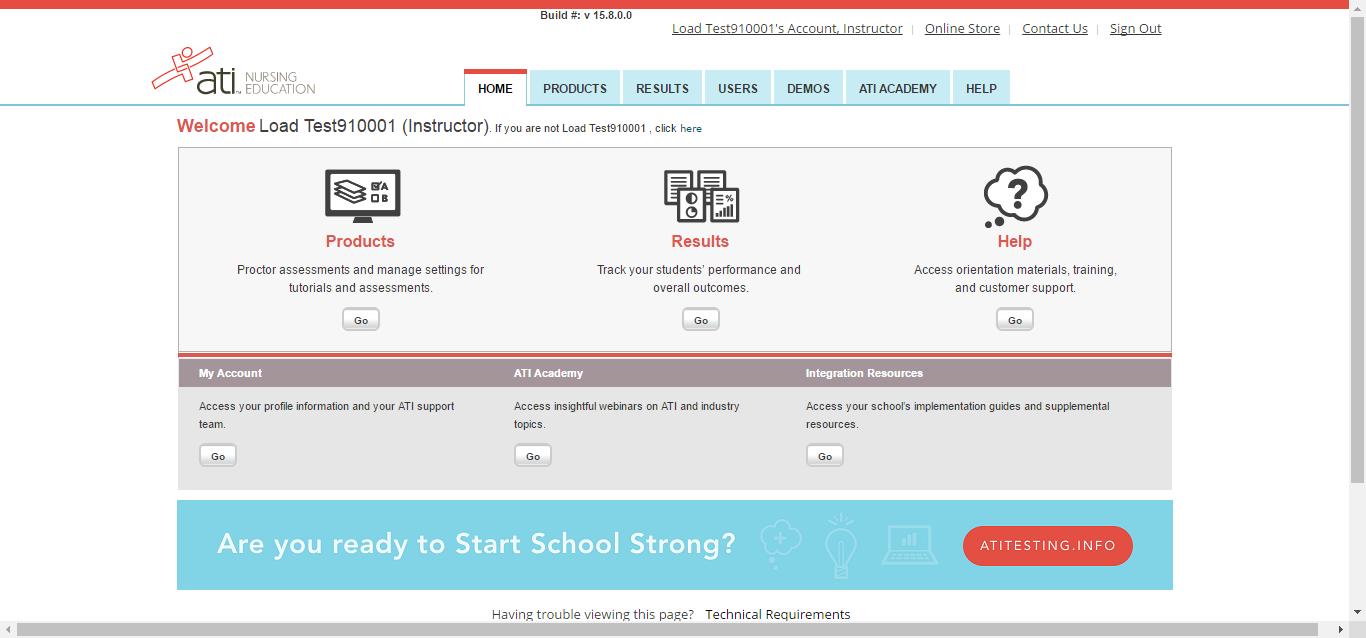 Build #: v 15.8.0.0
Load Test910001's Account, Instructor | Online Store | Contact Us | Sign Out
ati NURSING EDUCATION
HOME PRODUCTS RESULTS USERS DEMOS ATI ACADEMY HELP
Welcome Load Test910001 (Instructor). If you are not Load Test910001 , click here
A
B
%
?
Products
Proctor assessments and manage settings for
tutorials and assessments.
Go
Results
Track your students' performance and
overall outcomes.
Go
Help
Access orientation materials, training,
and customer support.
Go
My Account
Access your profile information and your ATI support
team.
Go
ATI Academy
Access insightful webinars on ATI and industry
topics.
Go
Integration Resources
Access your school's implementation guides and supplemental
resources.
Go
Are you ready to Start School Strong?
ATITESTING.INFO
Having trouble viewing this page? Technical Requirements